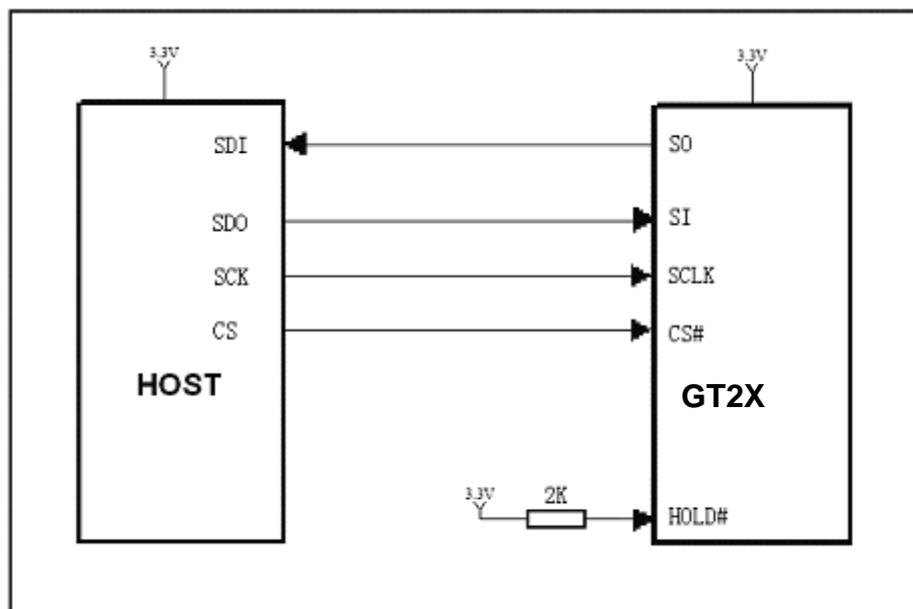 3.3V 3.3V
SDI SO
SDO SI
SCK SCLK
CS CS#
HOST GT2X
3.3V 2K HOLD#